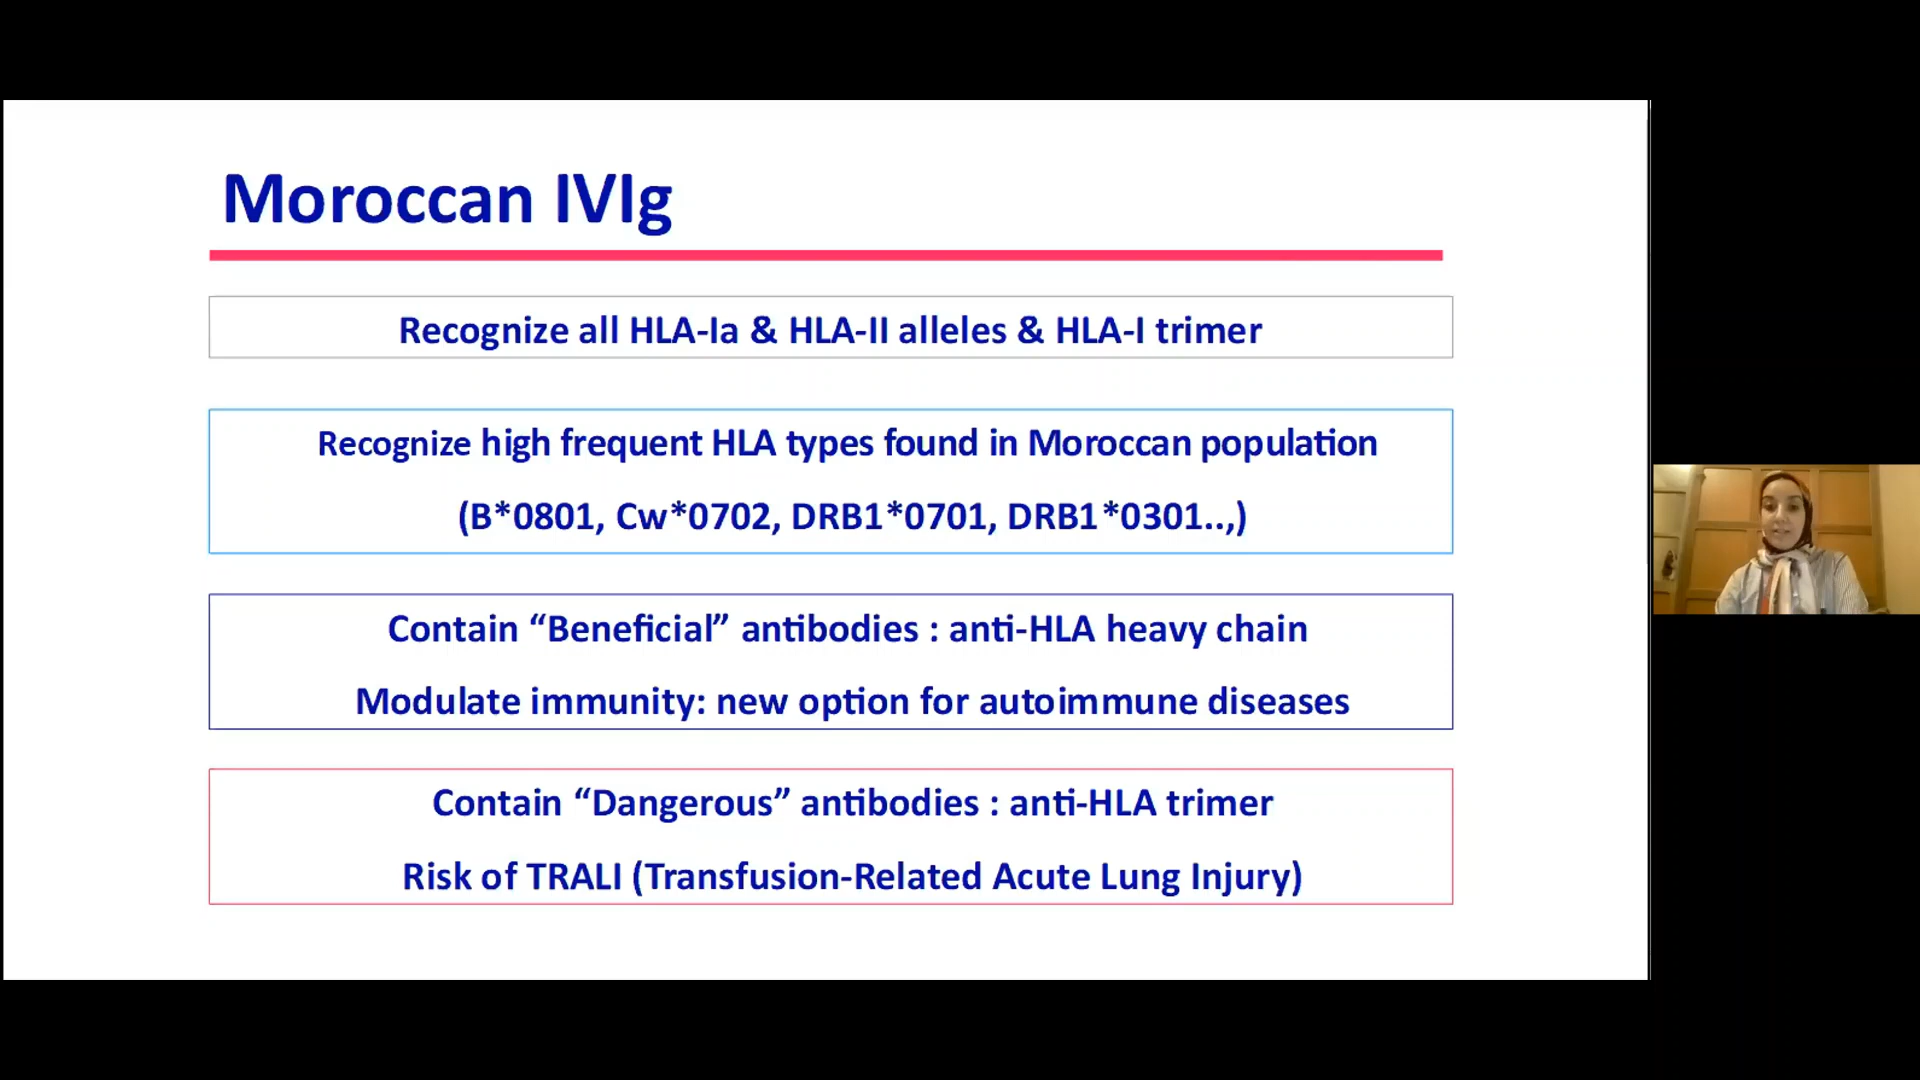 Moroccan IVIg
Recognize all HLA-Ia & HLA-II alleles & HLA-I trimer
Recognize high frequent HLA types found in Moroccan population
(B*0801, Cw*0702, DRB1*0701, DRB1*0301..,)
Contain “Beneficial” antibodies : anti-HLA heavy chain
Modulate immunity: new option for autoimmune diseases
Contain “Dangerous” antibodies : anti-HLA trimer
Risk of TRALI (Transfusion-Related Acute Lung Injury)